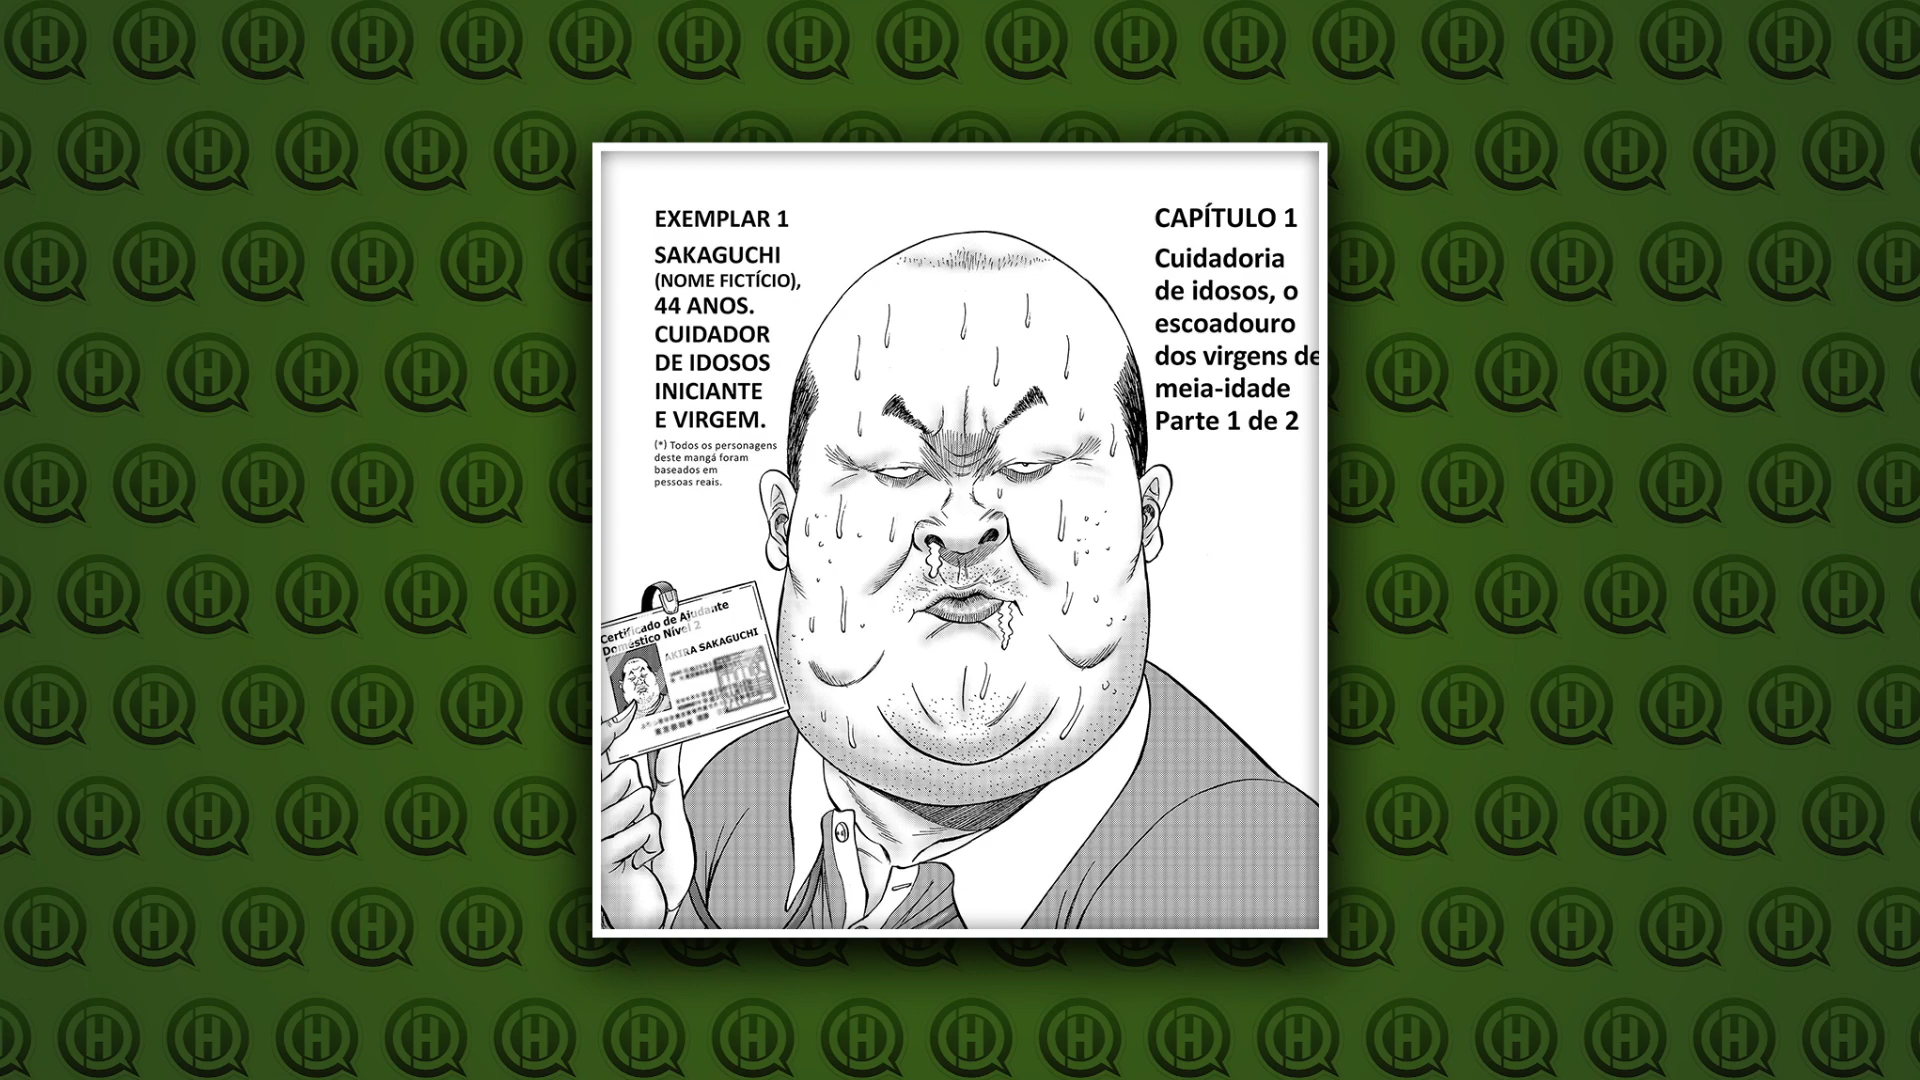 EXEMPLAR 1
SAKAGUCHI
(NOME FICTÍCIO),
44 ANOS.
CUIDADOR
DE IDOSOS
INICIANTE
E VIRGEM.
(*) Todos os personagens
deste mangá foram
baseados em
pessoas reais.
CAPÍTULO 1
Cuidadoria
de idosos, o
escoadouro
dos virgens de
meia-idade
Parte 1 de 2
Certificado de Ajudante
Doméstico Nível 2
AKIRA SAKAGUCHI